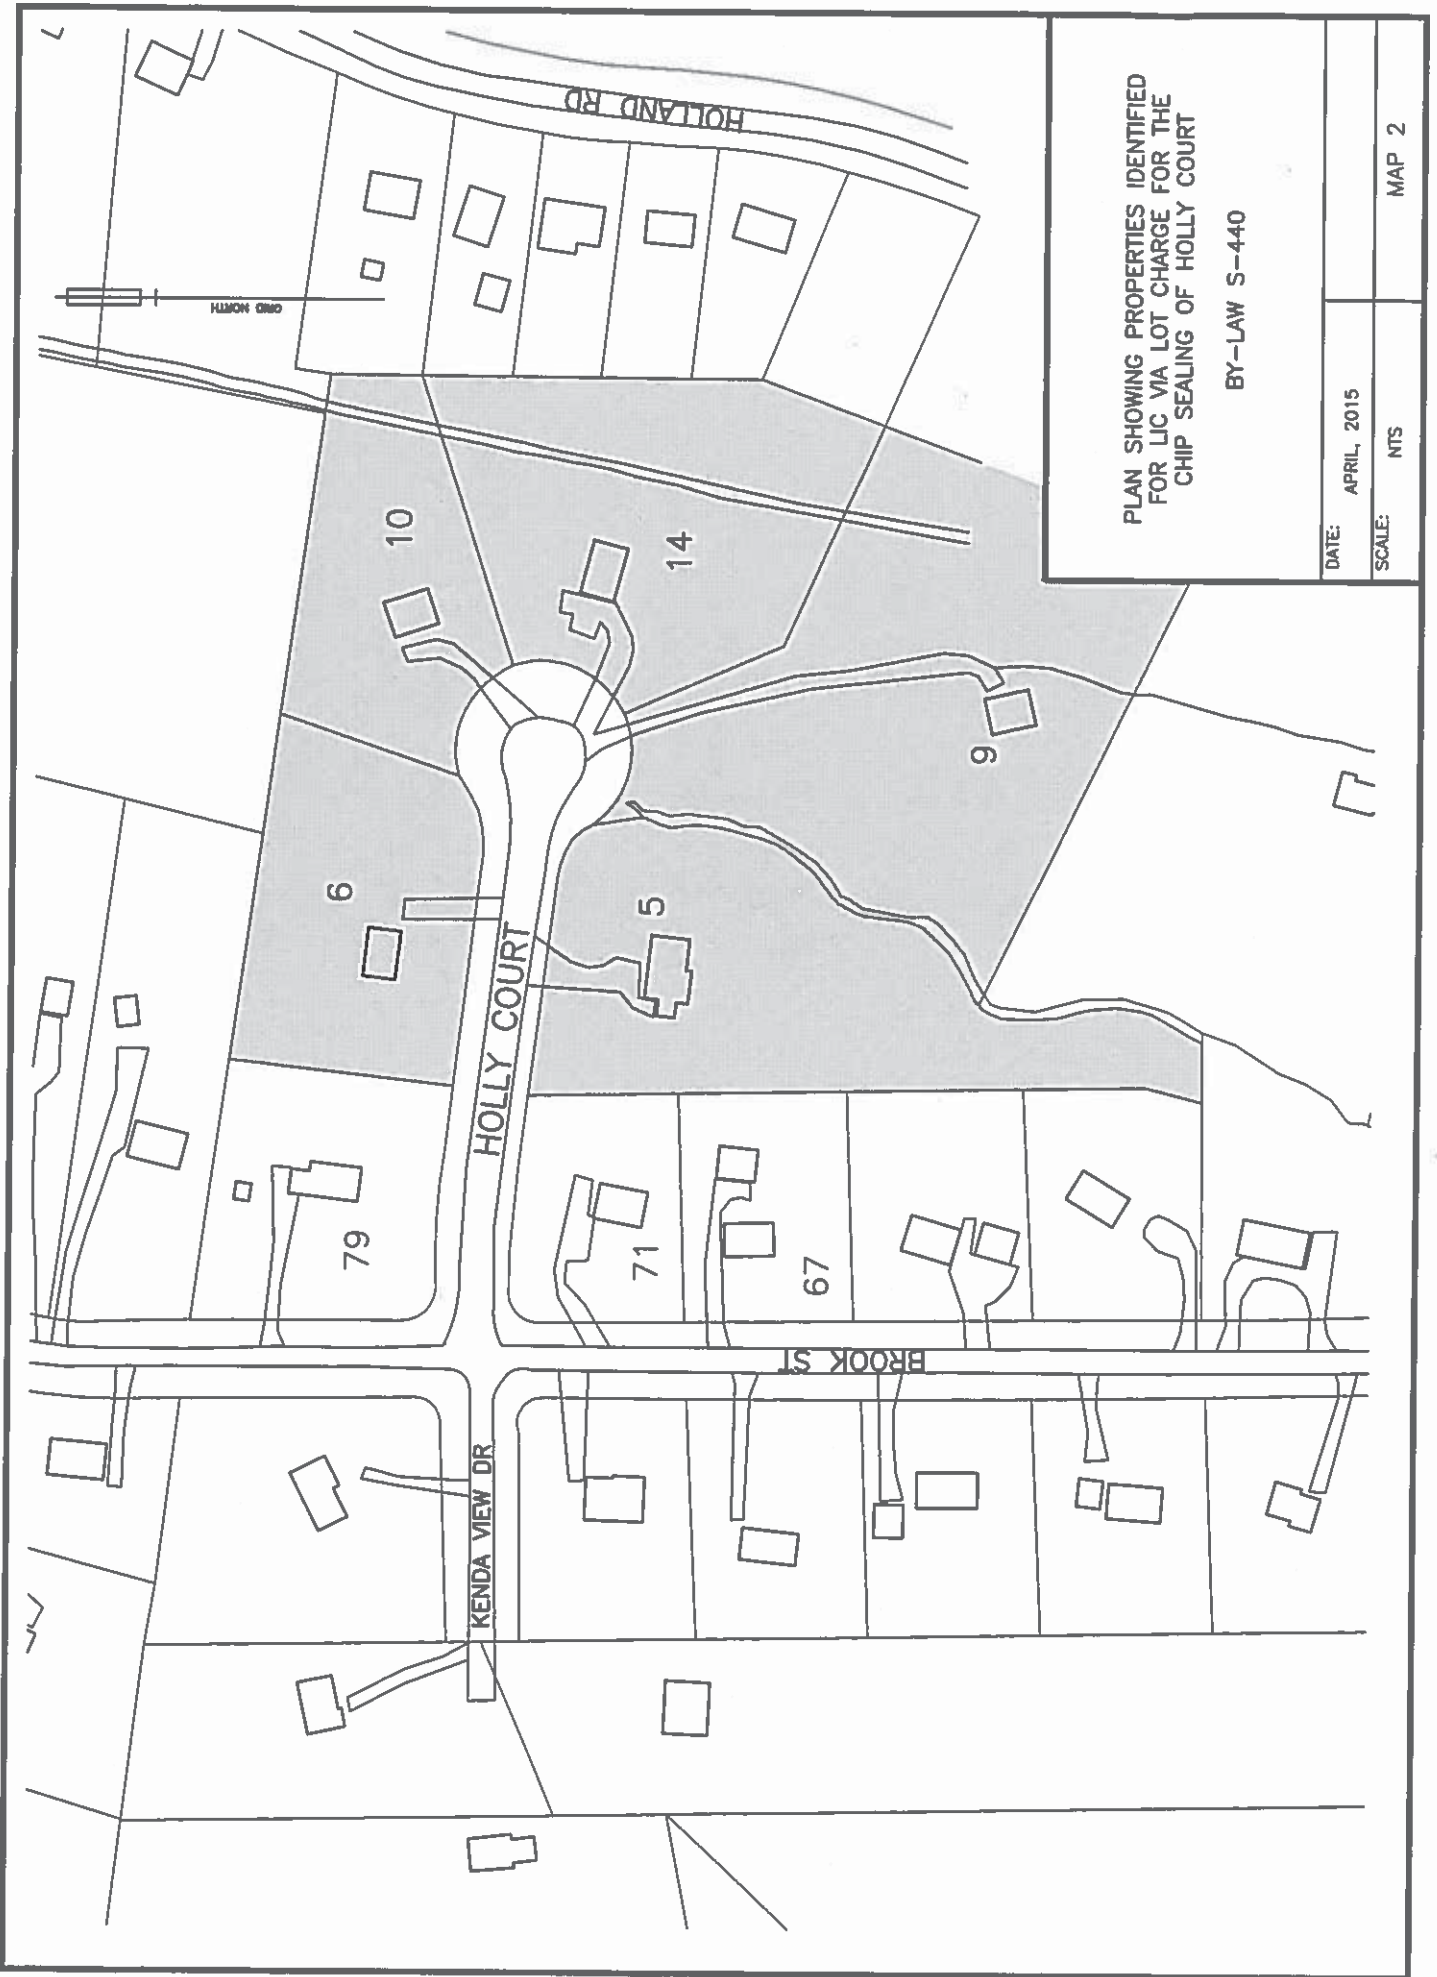 HOLLAND RD
GRID NORTH
10
14
6
5
9
HOLLY COURT
79
71
67
BROOK ST
KENDA VIEW DR
PLAN SHOWING PROPERTIES IDENTIFIED
FOR LIC VIA LOT CHARGE FOR THE
CHIP SEALING OF HOLLY COURT
BY-LAW S-440
DATE: APRIL, 2015
SCALE: NTS
MAP 2